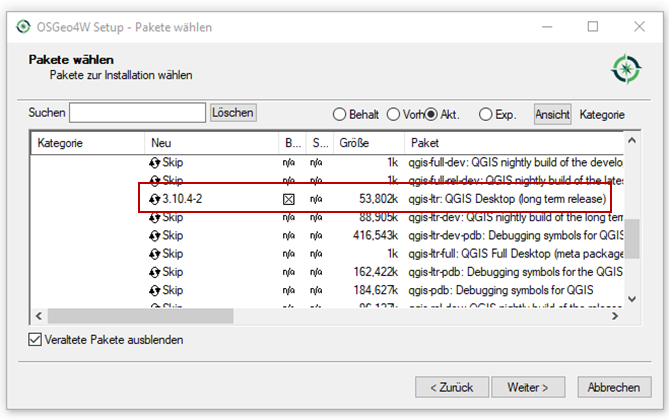 OSGeo4W Setup - Pakete wählen
Pakete wählen
Pakete zur Installation wählen
Suchen Löschen Behalt Vorh Akt. Exp. Ansicht Kategorie
Kategorie Neu B... S... Größe Paket
Skip n/a n/a 1k qgis-full-dev: QGIS nightly build of the develo
Skip n/a n/a 1k qgis-full-rel-dev: QGIS nightly build of the late
3.10.4-2 n/a 53,802k qgis-ltr: QGIS Desktop (long term release)
Skip n/a n/a 88,905k qgis-ltr-dev: QGIS nightly build of the long tern
Skip n/a n/a 416,543k qgis-ltr-dev-pdb: Debugging symbols for QGIS
Skip n/a n/a 1k qgis-ltr-full: QGIS Full Desktop (meta package
Skip n/a n/a 162,422k qgis-ltr-pdb: Debugging symbols for the QGIS
Skip n/a n/a 184,627k qgis-pdb: Debugging symbols for QGIS
Skip n/a n/a 96,127k qgis-rel-dev: QGIS nightly build of the release
Veraltete Pakete ausblenden
< Zurück Weiter > Abbrechen